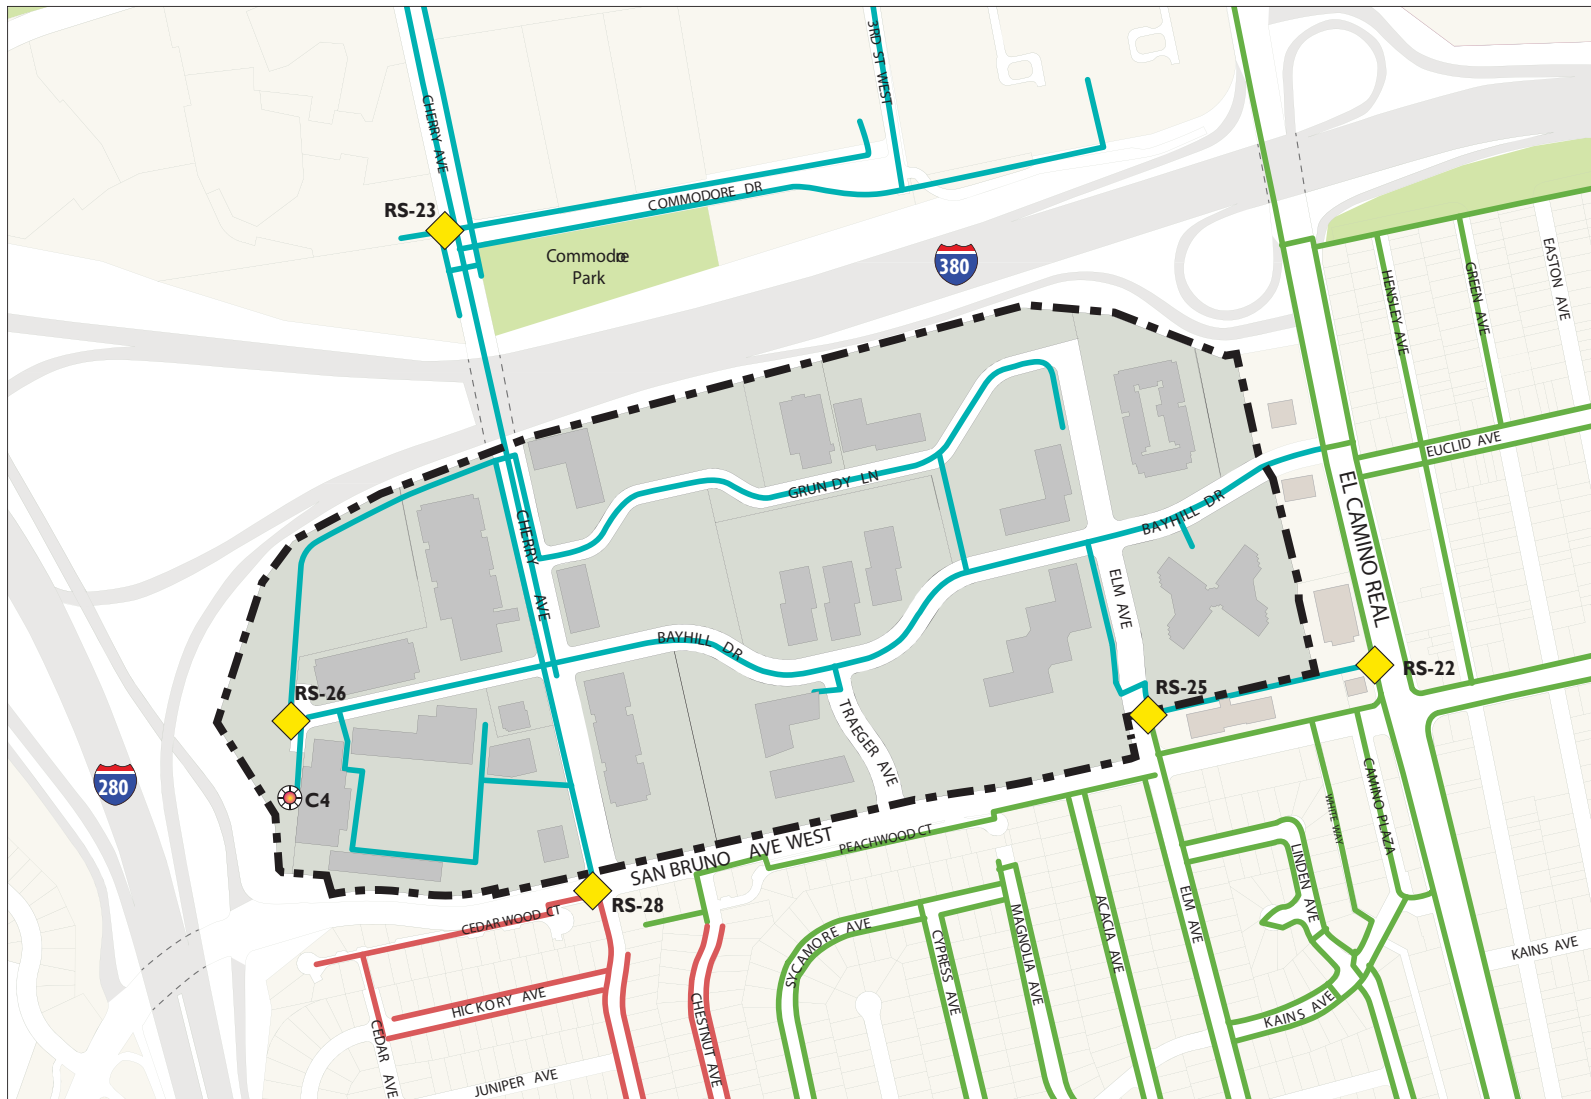 3RD ST WEST
CHERRY AVE
COMMODORE DR
RS-23
Commodore
Park
380
EASTON AVE
GREEN AVE
HENSLEY AVE
EUCLID AVE
GRUN DY LN
BAYHILL DR
EL CAMINO REAL
CHERRY AVE
ELM AVE
BAYHILL DR
RS-22
RS-25
RS-26
TRAEGER AVE
280
C4
CAMINO PLAZA
WHITE WAY
PEACHWOOD CT
SAN BRUNO AVE WEST
LINDEN AVE
RS-28
CEDAR WOOD CT
SYCAMORE AVE
CYPRESS AVE
MAGNOLIA AVE
ACACIA AVE
ELM AVE
KAINS AVE
KAINS AVE
HIC KORY AVE
CHESTNUT AVE
CEDAR AVE
JUNIPER AVE